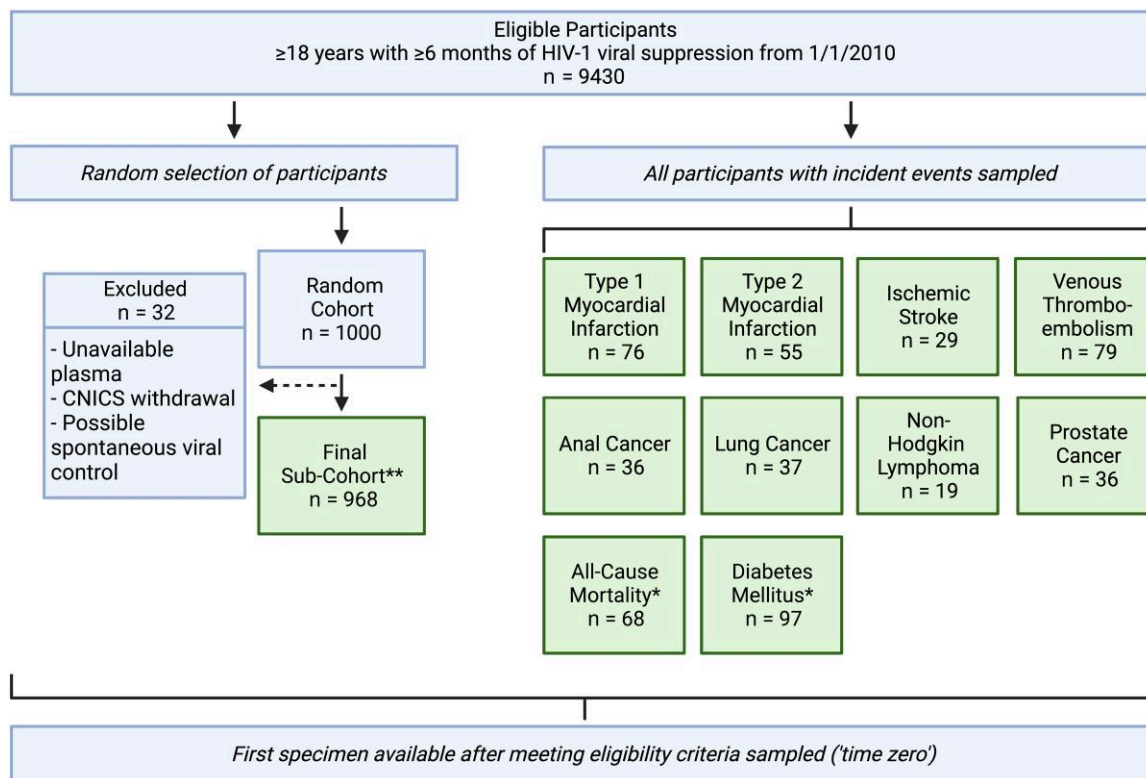 Eligible Participants
≥18 years with ≥6 months of HIV-1 viral suppression from 1/1/2010
n = 9430
Random selection of participants
All participants with incident events sampled
Excluded
n = 32
- Unavailable
plasma
- CNICS withdrawal
- Possible
spontaneous viral
control
Random
Cohort
n = 1000
Final
Sub-Cohort**
n = 968
Type 1
Myocardial
Infarction
n = 76
Type 2
Myocardial
Infarction
n = 55
Ischemic
Stroke
n = 29
Venous
Thrombo-
embolism
n = 79
Anal Cancer
n = 36
Lung Cancer
n = 37
Non-
Hodgkin
Lymphoma
n = 19
Prostate
Cancer
n = 36
All-Cause
Mortality*
n = 68
Diabetes
Mellitus*
n = 97
First specimen available after meeting eligibility criteria sampled ('time zero')